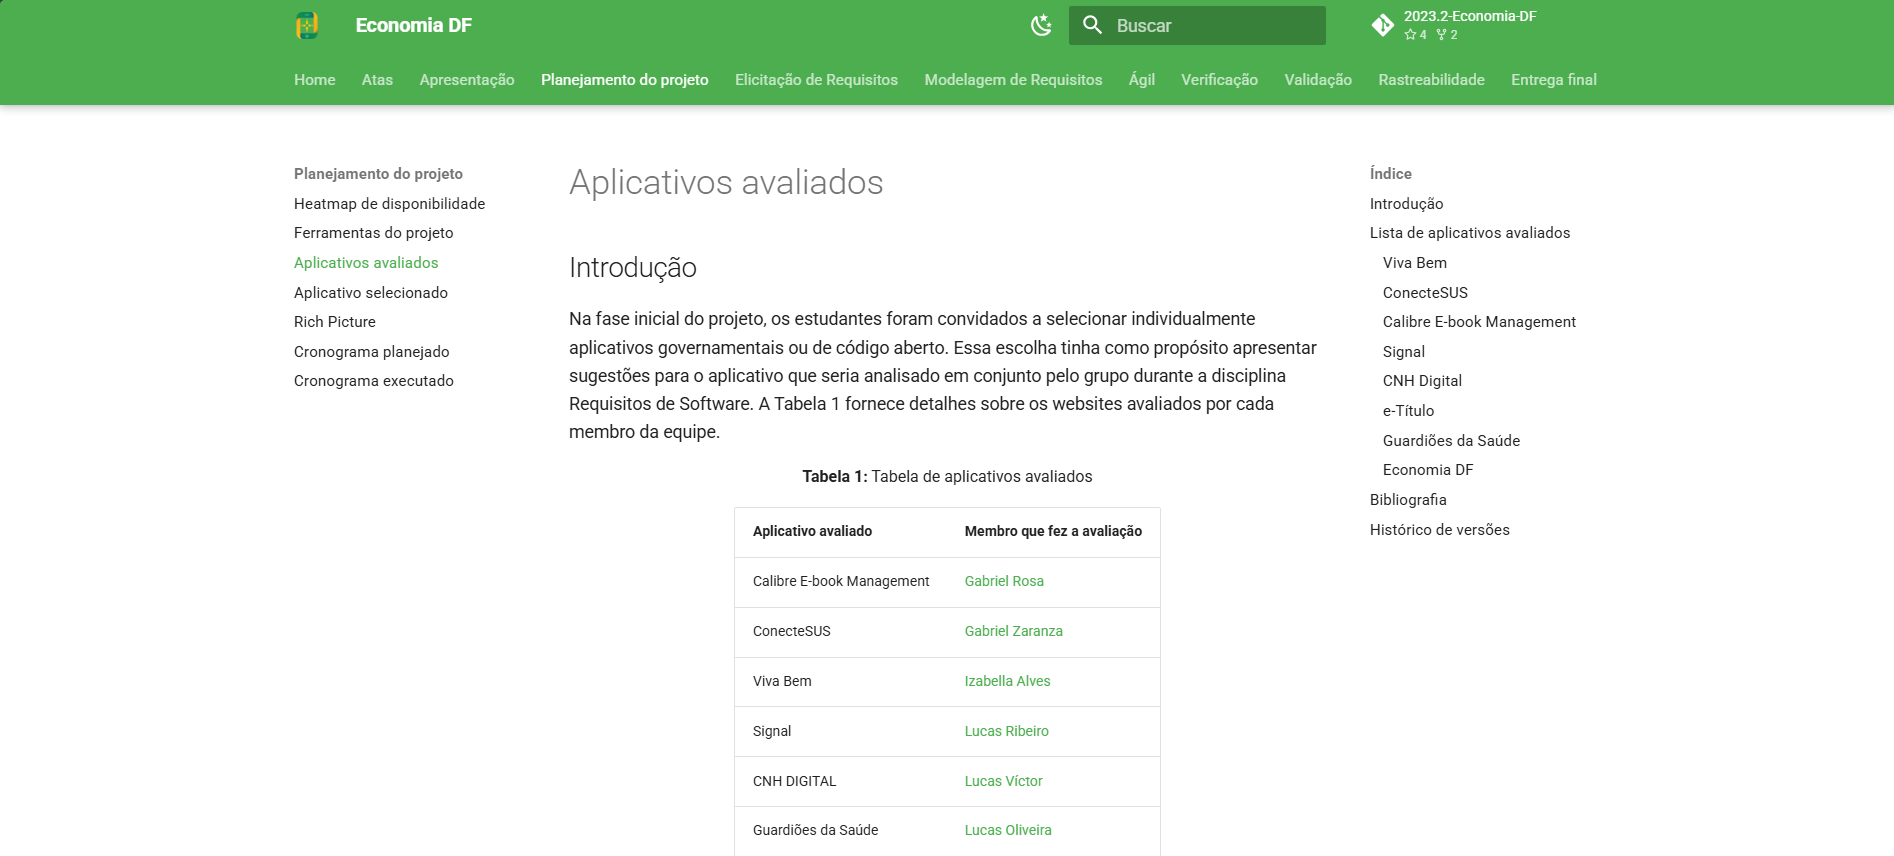 Economia DF
Buscar
2023.2-Economia-DF
4 2
Home Atas Apresentação Planejamento do projeto Elicitação de Requisitos Modelagem de Requisitos Ágil Verificação Validação Rastreabilidade Entrega final
Planejamento do projeto
Heatmap de disponibilidade
Ferramentas do projeto
Aplicativos avaliados
Aplicativo selecionado
Rich Picture
Cronograma planejado
Cronograma executado
Aplicativos avaliados
Introdução
Na fase inicial do projeto, os estudantes foram convidados a selecionar individualmente
aplicativos governamentais ou de código aberto. Essa escolha tinha como propósito apresentar
sugestões para o aplicativo que seria analisado em conjunto pelo grupo durante a disciplina
Requisitos de Software. A Tabela 1 fornece detalhes sobre os websites avaliados por cada
membro da equipe.
Tabela 1: Tabela de aplicativos avaliados
Aplicativo avaliado Membro que fez a avaliação
Calibre E-book Management Gabriel Rosa
ConecteSUS Gabriel Zaranza
Viva Bem Izabella Alves
Signal Lucas Ribeiro
CNH DIGITAL Lucas Víctor
Guardiões da Saúde Lucas Oliveira
Índice
Introdução
Lista de aplicativos avaliados
Viva Bem
ConecteSUS
Calibre E-book Management
Signal
CNH Digital
e-Título
Guardiões da Saúde
Economia DF
Bibliografia
Histórico de versões